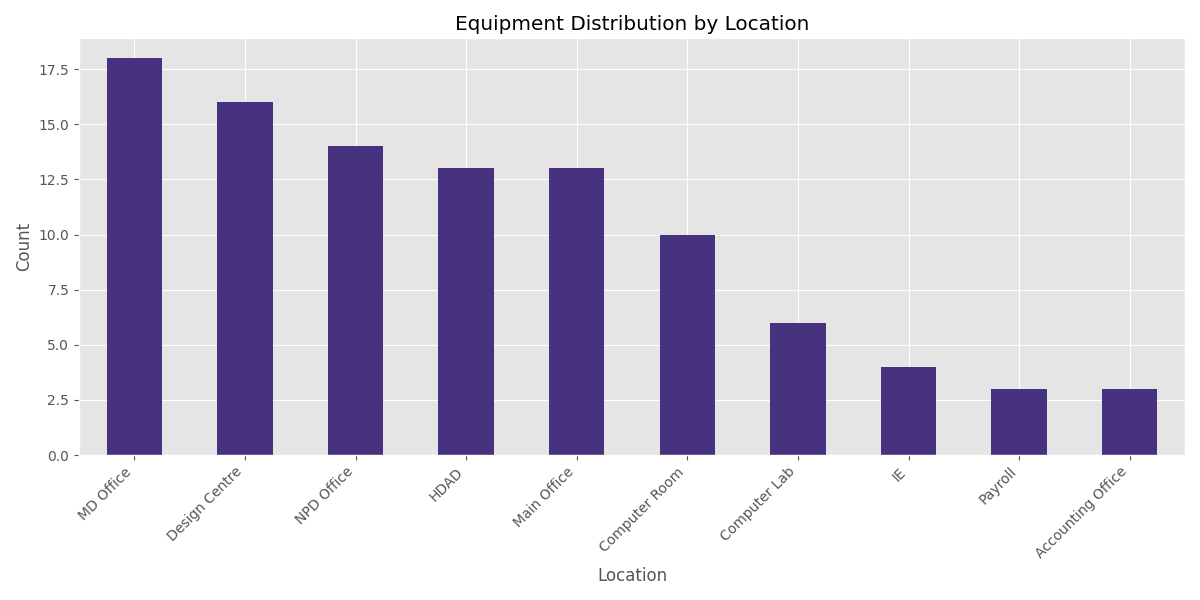 Equipment Distribution by Location
Count
17.5
15.0
12.5
10.0
7.5
5.0
2.5
0.0
MD Office
Design Centre
NPD Office
HDAD
Main Office
Computer Room
Computer Lab
IE
Payroll
Accounting Office
Location